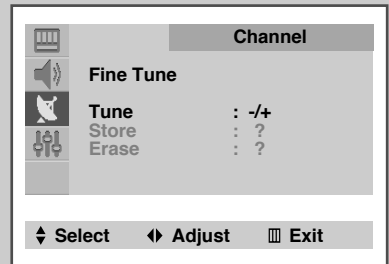 Channel
Fine Tune
Tune : -/+
Store : ?
Erase : ?
Select Adjust Exit